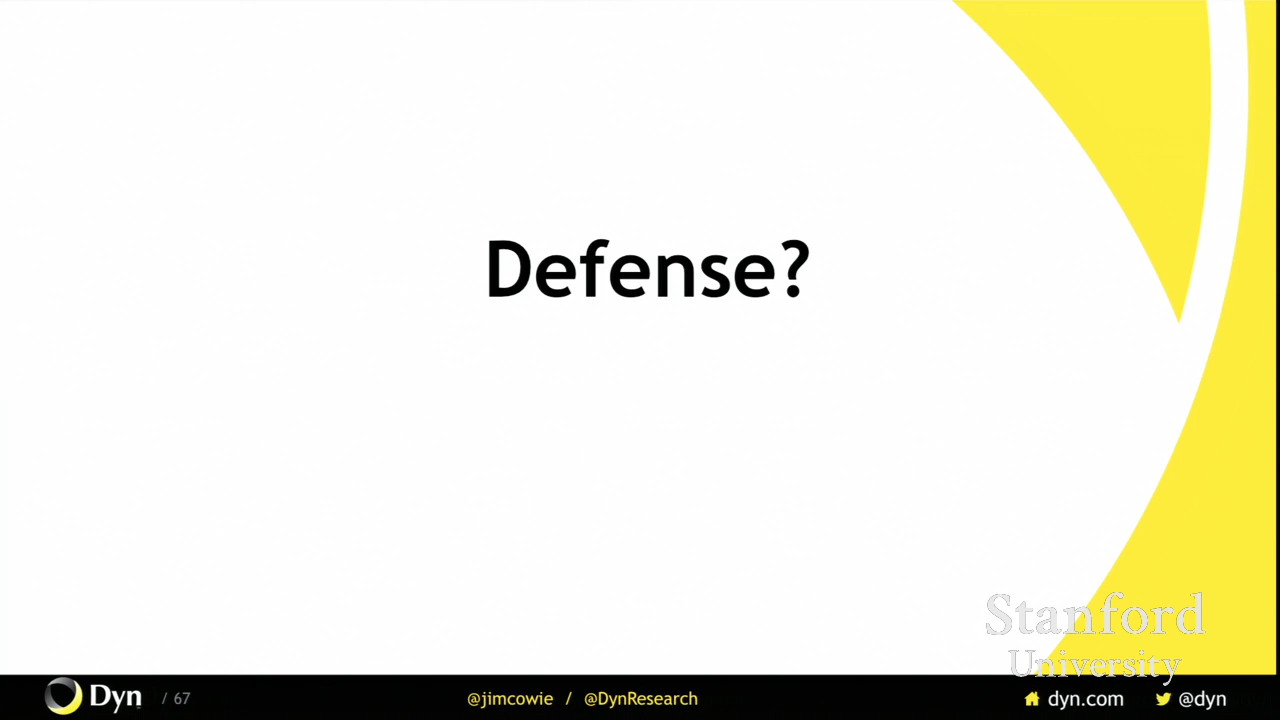 Defense?
Stanford
University
Dyn / 67
@jimcowie / @DynResearch
dyn.com
@dyn